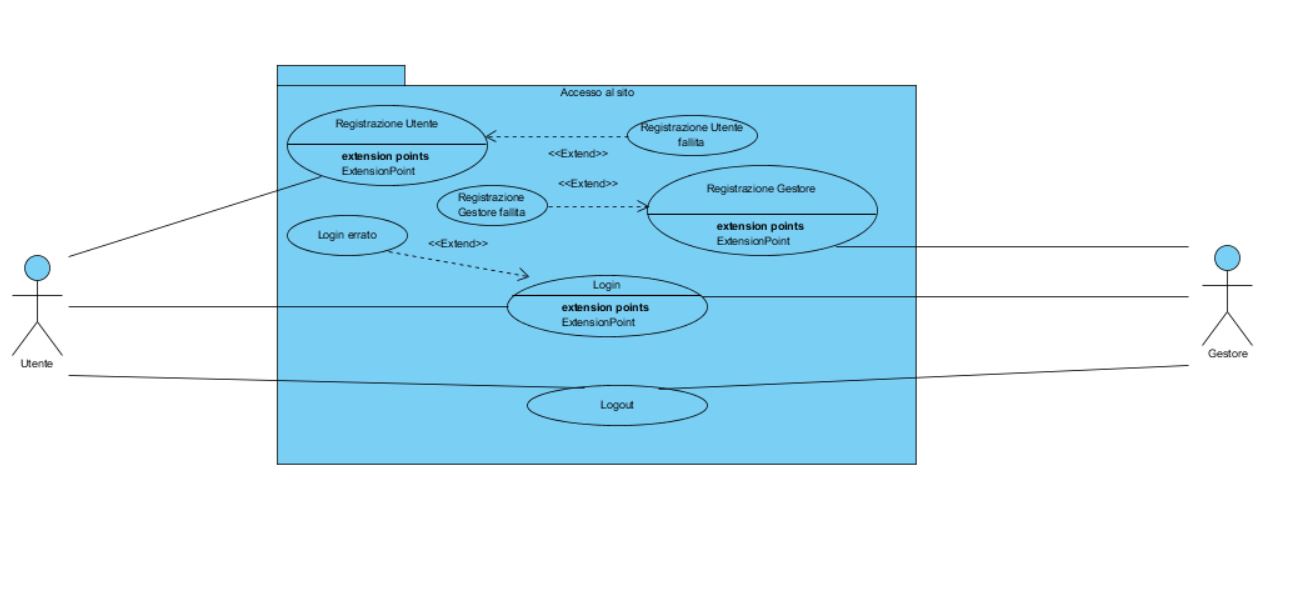 Accesso al sito
Registrazione Utente
extension points
ExtensionPoint
<<Extend>>
Registrazione Utente
fallita
Registrazione
Gestore fallita
<<Extend>>
Registrazione Gestore
extension points
ExtensionPoint
Login errato
<<Extend>>
Login
extension points
ExtensionPoint
Utente
Gestore
Logout